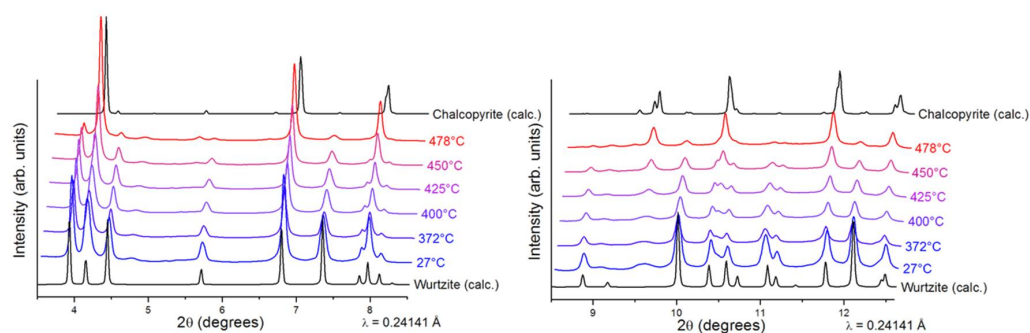 Intensity (arb. units)
Chalcopyrite (calc.)
478°C
450°C
425°C
400°C
372°C
27°C
Wurtzite (calc.)
4 5 6 7 8
2θ (degrees)
λ = 0.24141 Å
Intensity (arb. units)
Chalcopyrite (calc.)
478°C
450°C
425°C
400°C
372°C
27°C
Wurtzite (calc.)
9 10 11 12
2θ (degrees)
λ = 0.24141 Å